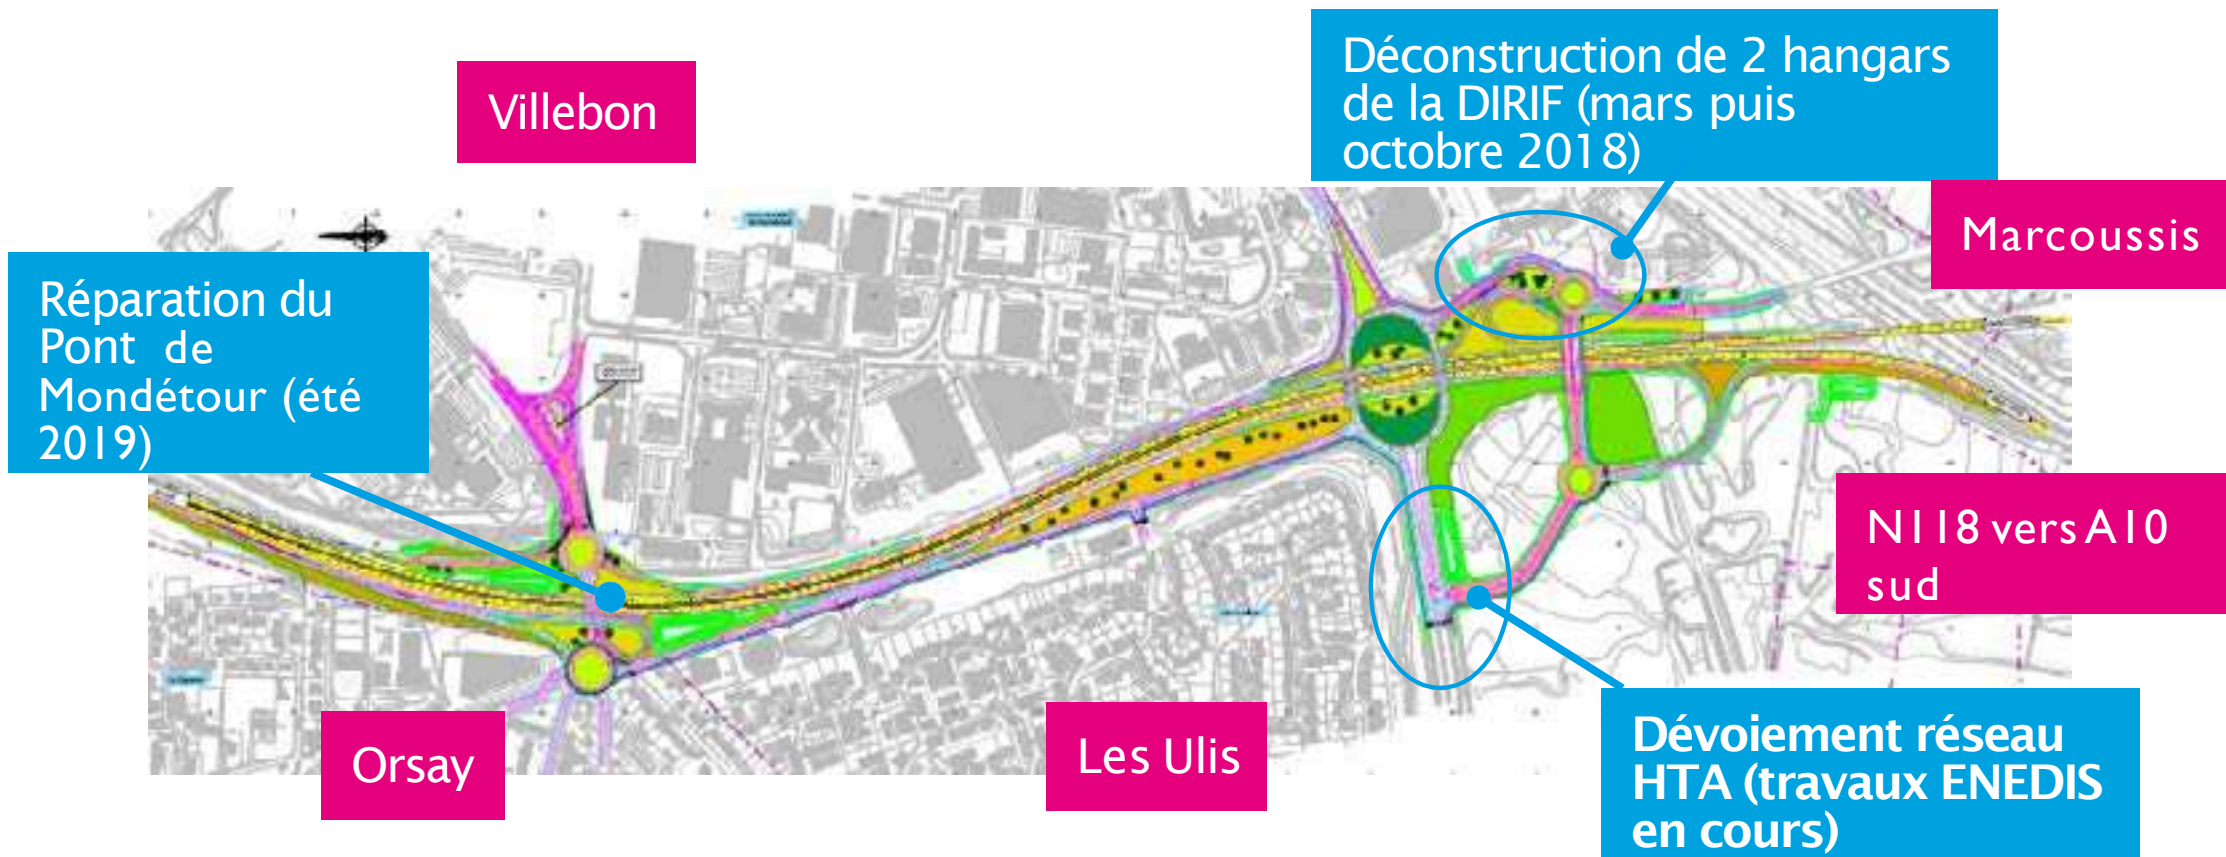 Déconstruction de 2 hangars
de la DIRIF (mars puis
octobre 2018)
Villebon
Marcoussis
Réparation du
Pont de
Mondétour (été
2019)
N118 vers A10
sud
Orsay
Les Ulis
Dévoiement réseau
HTA (travaux ENEDIS
en cours)